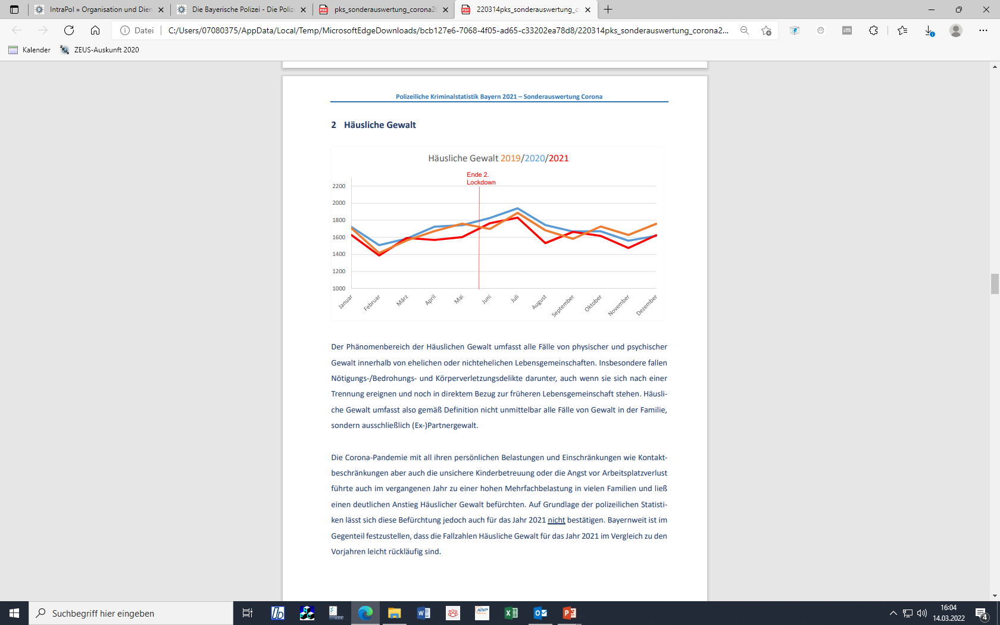 IntraPol » Organisation und Dien
Die Bayerische Polizei - Die Poliz
pks_sonderauswertung_corona20
220314pks_sonderauswertung_c
Datei
C:/Users/07080375/AppData/Local/Temp/MicrosoftEdgeDownloads/bcb127e6-7068-4f05-ad65-c33202ea78d8/220314pks_sonderauswertung_corona2...
Kalender
ZEUS-Auskunft 2020
Polizeiliche Kriminalstatistik Bayern 2021 – Sonderauswertung Corona
2 Häusliche Gewalt
Häusliche Gewalt 2019/2020/2021
Ende 2.
Lockdown
2200
2000
1800
1600
1400
1200
1000
Januar
Februar
März
April
Mai
Juni
Juli
August
September
Oktober
November
Dezember
Der Phänomenbereich der Häuslichen Gewalt umfasst alle Fälle von physischer und psychischer
Gewalt innerhalb von ehelichen oder nichtehelichen Lebensgemeinschaften. Insbesondere fallen
Nötigungs-/Bedrohungs- und Körperverletzungsdelikte darunter, auch wenn sie sich nach einer
Trennung ereignen und noch in direktem Bezug zur früheren Lebensgemeinschaft stehen. Häusli-
che Gewalt umfasst also gemäß Definition nicht unmittelbar alle Fälle von Gewalt in der Familie,
sondern ausschließlich (Ex-)Partnergewalt.
Die Corona-Pandemie mit all ihren persönlichen Belastungen und Einschränkungen wie Kontakt-
beschränkungen aber auch die unsichere Kinderbetreuung oder die Angst vor Arbeitsplatzverlust
führte auch im vergangenen Jahr zu einer hohen Mehrfachbelastung in vielen Familien und ließ
einen deutlichen Anstieg Häuslicher Gewalt befürchten. Auf Grundlage der polizeilichen Statisti-
ken lässt sich diese Befürchtung jedoch auch für das Jahr 2021 nicht bestätigen. Bayernweit ist im
Gegenteil festzustellen, dass die Fallzahlen Häusliche Gewalt für das Jahr 2021 im Vergleich zu den
Vorjahren leicht rückläufig sind.
Suchbegriff hier eingeben
IGVP
16:04
14.03.2022
4